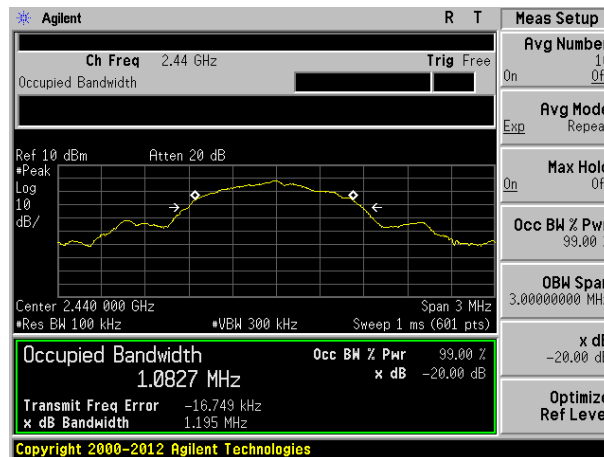 Agilent R T
Meas Setup
Ch Freq 2.44 GHz Trig Free
Occupied Bandwidth
Ref 10 dBm Atten 20 dB
#Peak
Log
10
dB/
Center 2.440 000 GHz Span 3 MHz
#Res BW 100 kHz #VBW 300 kHz Sweep 1 ms (601 pts)
Occupied Bandwidth
1.0827 MHz
Occ BW % Pwr 99.00 %
x dB -20.00 dB
Transmit Freq Error -16.749 kHz
x dB Bandwidth 1.195 MHz
Copyright 2000-2012 Agilent Technologies
Avg Number
On
Avg Mode
Exp Repea
Max Hold
On
Occ BW % Pwr
99.00
OBW Span
3.00000000 MH
x dB
-20.00 dB
Optimize
Ref Level